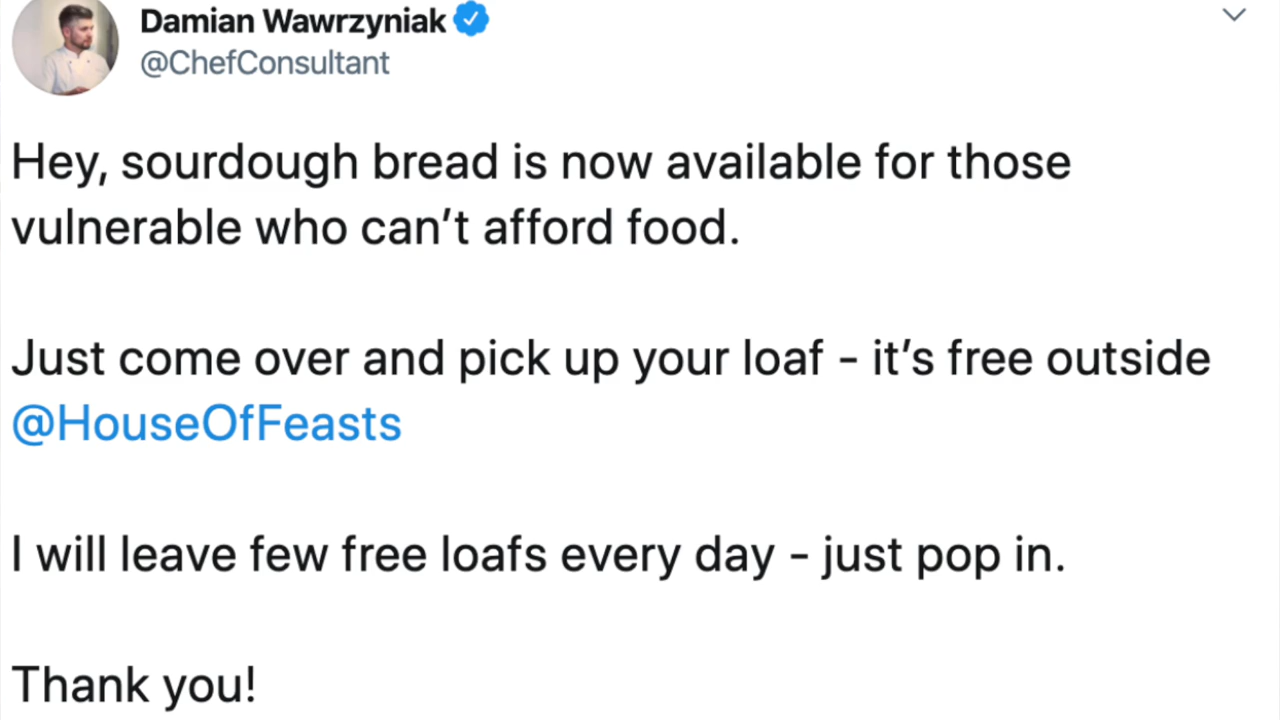 Damian Wawrzyniak
@ChefConsultant
Hey, sourdough bread is now available for those
vulnerable who can’t afford food.
Just come over and pick up your loaf - it’s free outside
@HouseOfFeasts
I will leave few free loafs every day - just pop in.
Thank you!